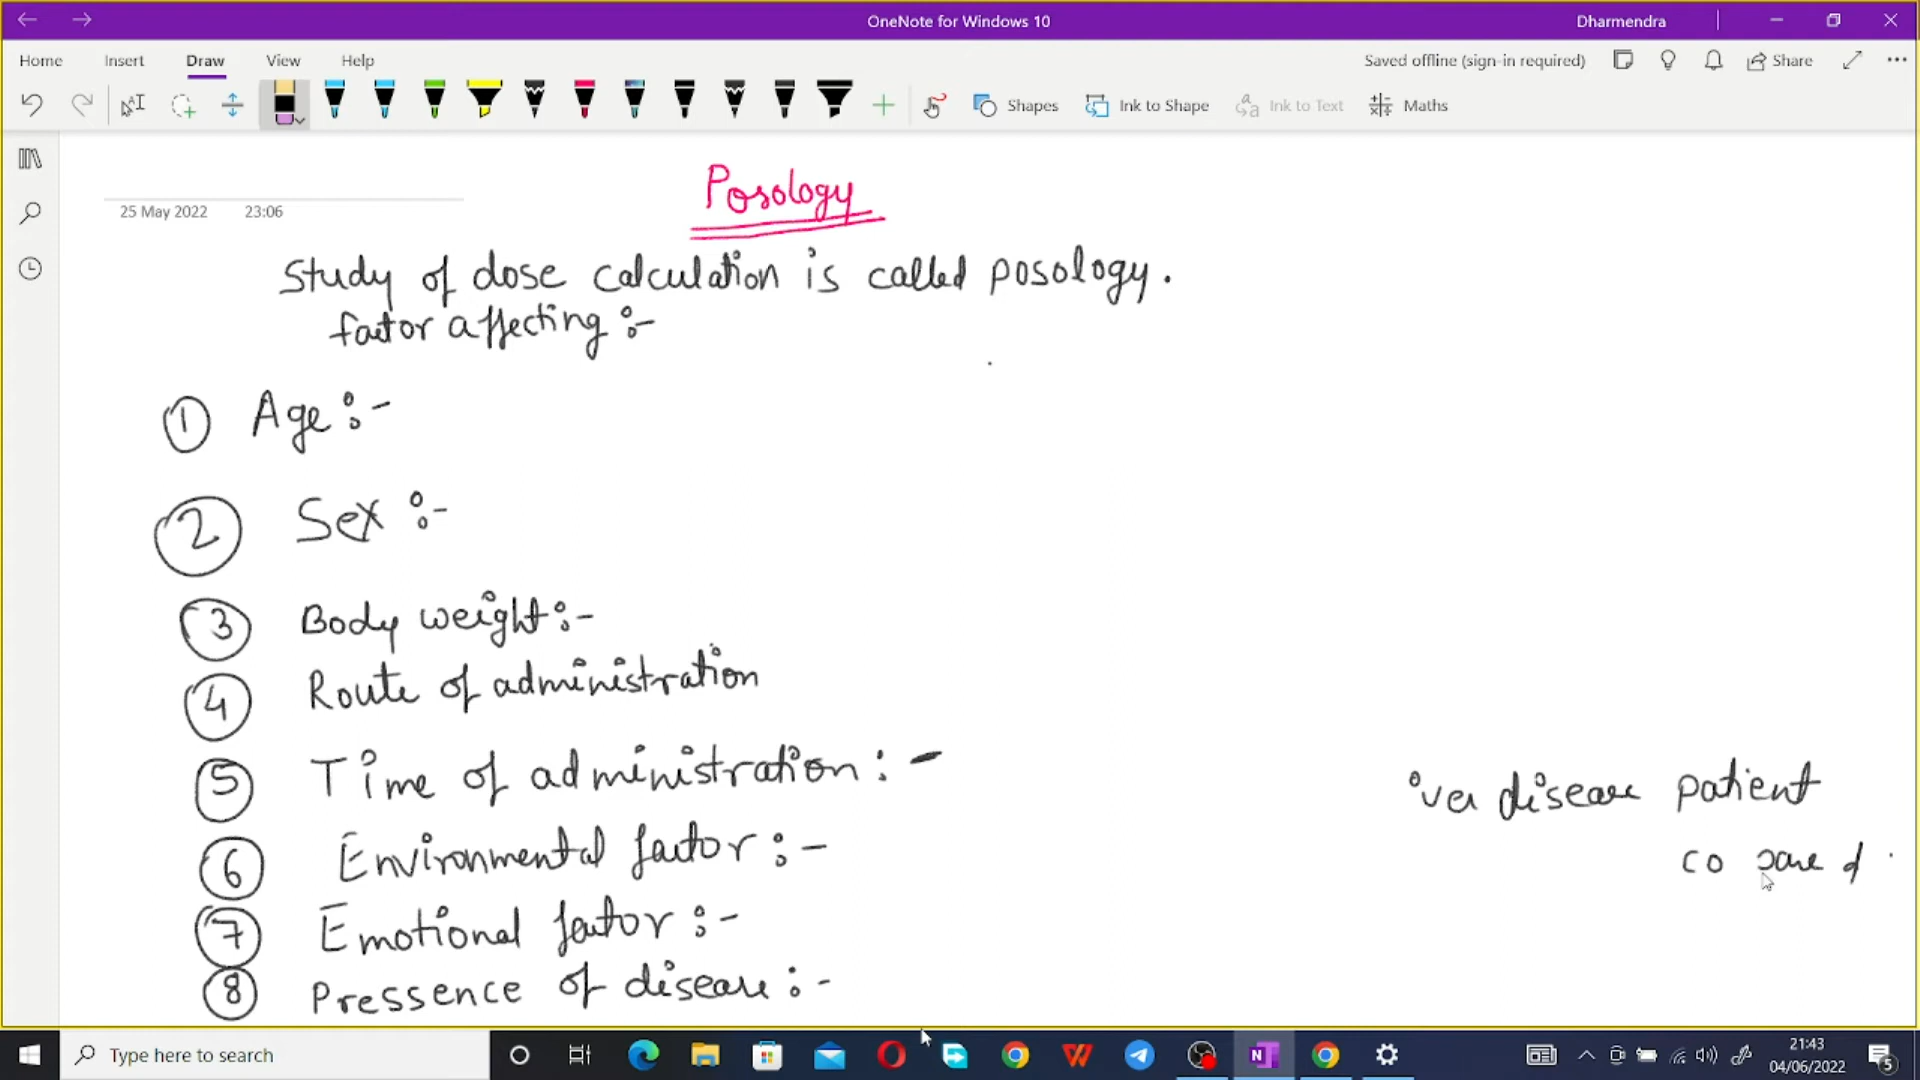 OneNote for Windows 10
Dharmendra
Home Insert Draw View Help
Saved offline (sign-in required) Share
Shapes Ink to Shape Ink to Text Maths
Posology
25 May 2022 23:06
Study of dose calculation is called posology.
factor affecting :-
1 Age :-
2 Sex :-
3 Body weight :-
4 Route of administration
5 Time of administration : -
6 Environmental factor : -
7 Emotional factor : -
8 Pressence of disease : -
iver disease patient
co
Type here to search
21:43
04/06/2022
5